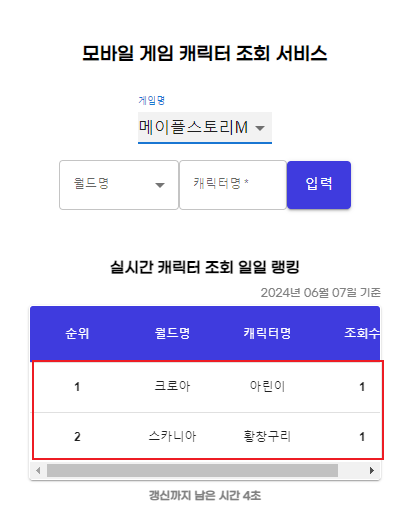 모바일 게임 캐릭터 조회 서비스
게임명
메이플스토리M
월드명 캐릭터명 * 입력
실시간 캐릭터 조회 일일 랭킹
2024년 06월 07일 기준
순위 월드명 캐릭터명 조회수
1 크로아 아린이 1
2 스카니아 황창구리 1
갱신까지 남은 시간 4초